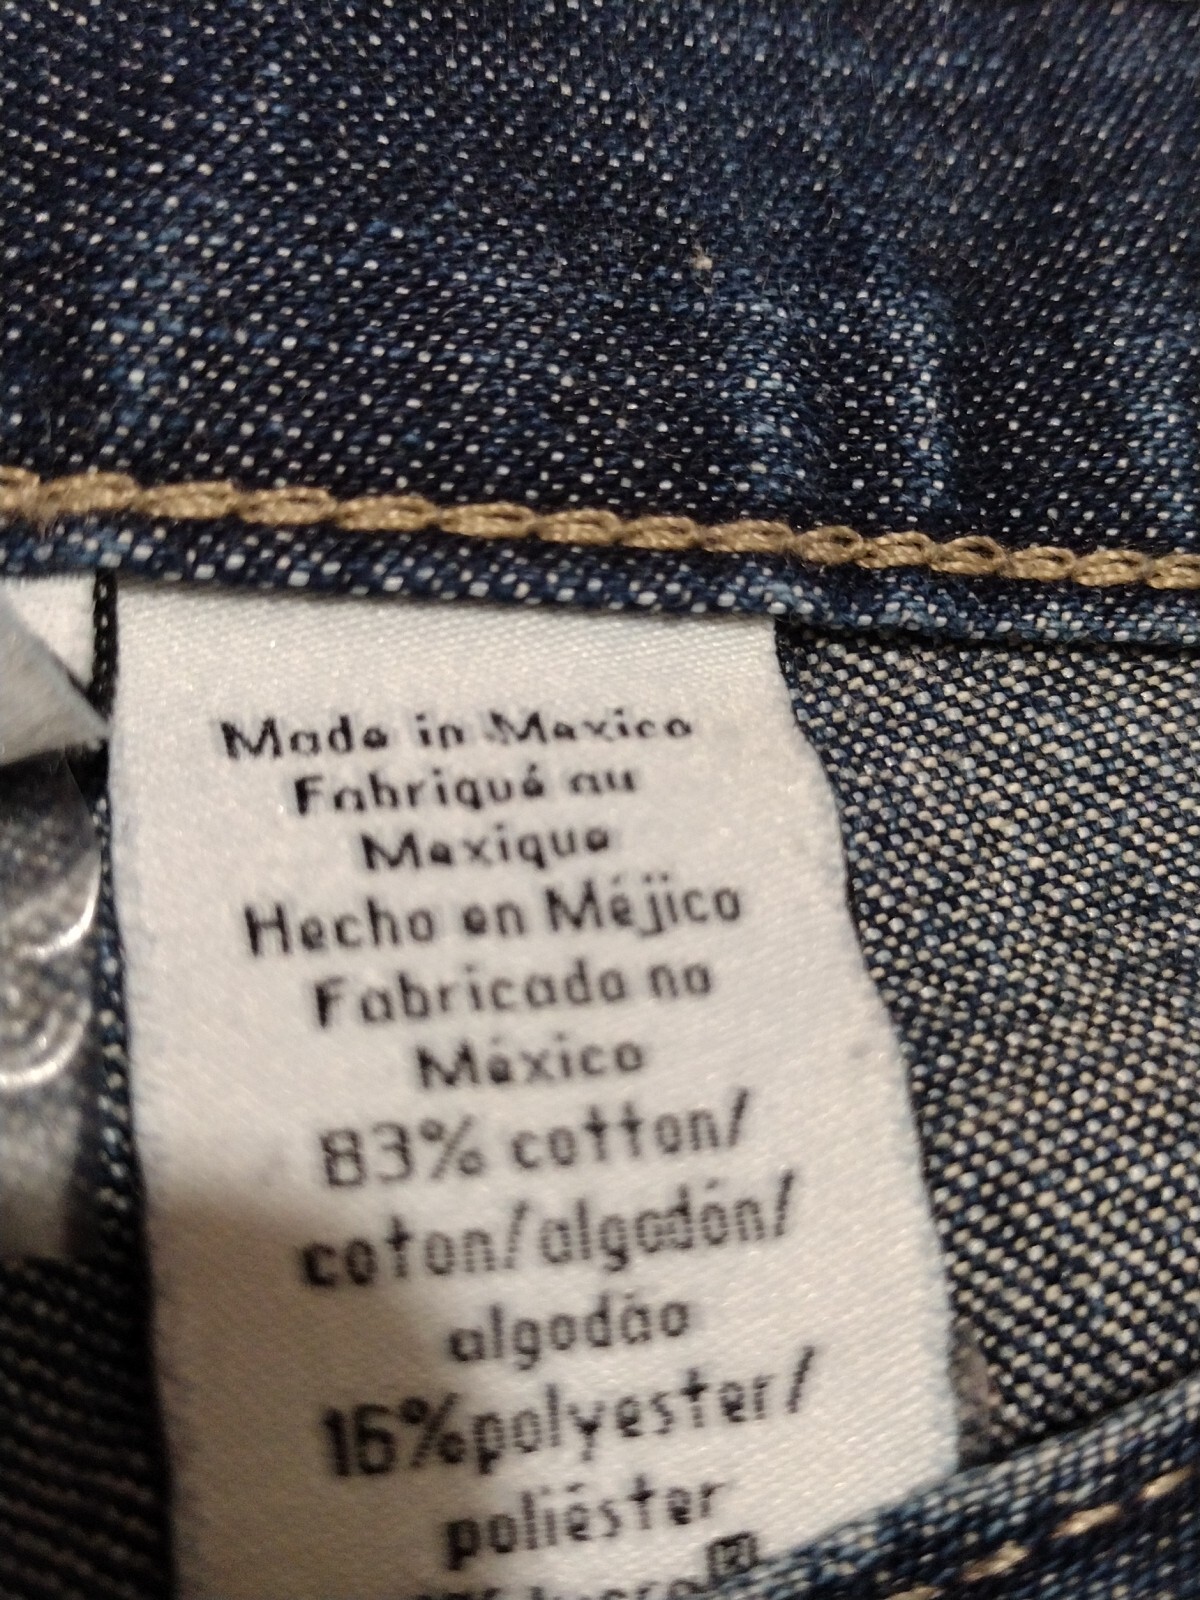 Made in Mexico
Fabriqué au
Mexique
Hecho en Méjico
Fabricado no
México
83% cotton/
coton/algodón/
algodão
16%polyester/
poliéster